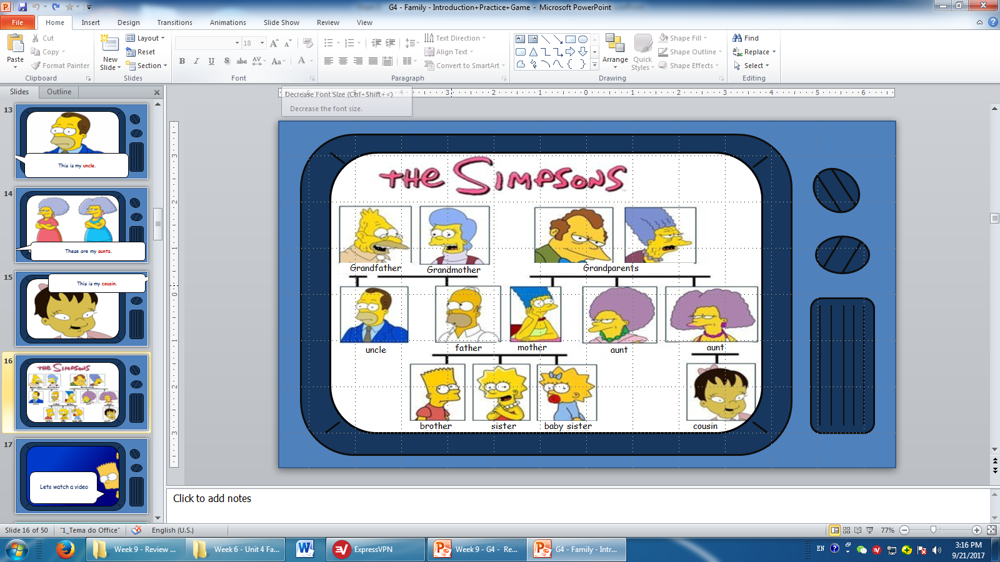 G4 - Family - Introduction+Practice+Game - Microsoft PowerPoint
File Home Insert Design Transitions Animations Slide Show Review View
Paste
Cut
Copy
Format Painter
Clipboard
New Slide
Layout
Reset
Section
Slides
18
Font
Text Direction
Align Text
Convert to SmartArt
Paragraph
Arrange
Quick Styles
Shape Fill
Shape Outline
Shape Effects
Drawing
Find
Replace
Select
Editing
Decrease Font Size (Ctrl+Shift+<)
Decrease the font size.
Slides Outline
13
This is my uncle.
14
These are my aunts.
15
This is my cousin.
16
THE SIMPSONS
17
Lets watch a video
THE SIMPSONS
Grandfather Grandmother Grandparents
uncle father mother aunt aunt
brother sister baby sister cousin
Click to add notes
Slide 16 of 50 "1_Tema do Office" English (U.S.) 77%
Week 9 - Review ... Week 6 - Unit 4 Fa... ExpressVPN Week 9 - G4 - Re... G4 - Family - Intr...
EN
3:16 PM
9/21/2017